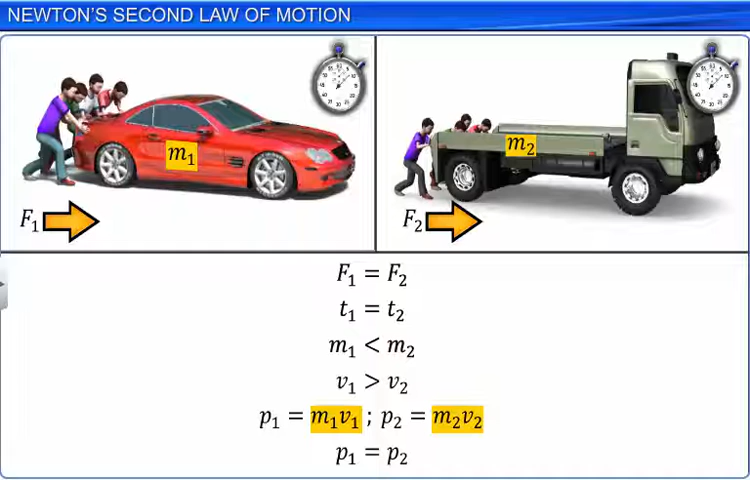 NEWTON'S SECOND LAW OF MOTION
m₁
m₂
F₁
F₂
F₁ = F₂
t₁ = t₂
m₁ < m₂
v₁ > v₂
p₁ = m₁v₁ ; p₂ = m₂v₂
p₁ = p₂